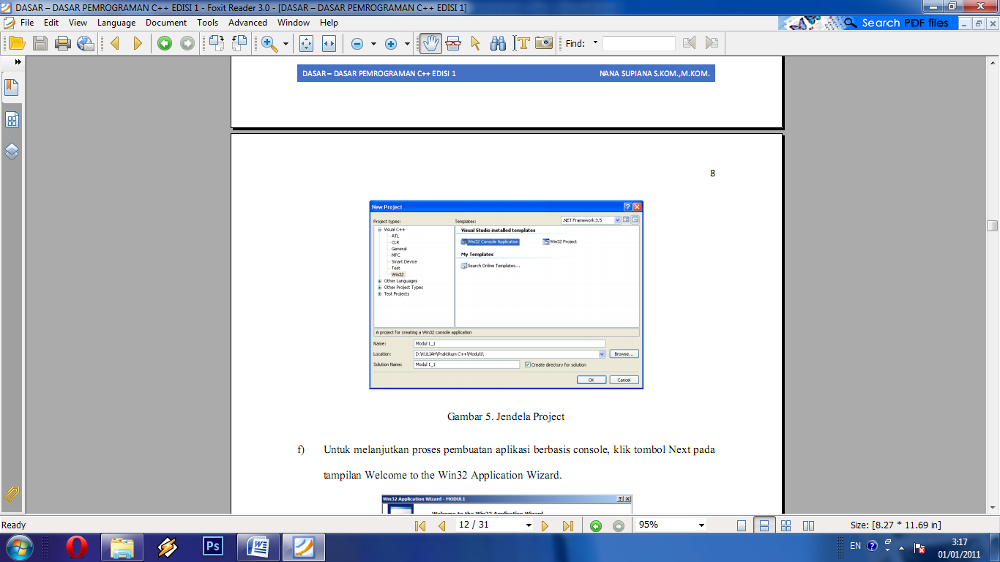 DASAR – DASAR PEMROGRAMAN C++ EDISI 1 - Foxit Reader 3.0 - [DASAR – DASAR PEMROGRAMAN C++ EDISI 1]
File Edit View Language Document Tools Advanced Window Help
Search PDF files
Find:
DASAR – DASAR PEMROGRAMAN C++ EDISI 1 NANA SUPIANA S.KOM.,M.KOM.
8
New Project
Project types: Templates: .NET Framework 3.5
Visual C++
ATL
CLR
General
MFC
Smart Device
Test
Win32
Other Languages
Other Project Types
Test Projects
Visual Studio installed templates
Win32 Console Application Win32 Project
My Templates
Search Online Templates...
A project for creating a Win32 console application
Name: Modul 1_1
Location: D:\KULIAH\Praktikum C++\Modul1\ Browse...
Solution Name: Modul 1_1 Create directory for solution
OK Cancel
Gambar 5. Jendela Project
f) Untuk melanjutkan proses pembuatan aplikasi berbasis console, klik tombol Next pada
tampilan Welcome to the Win32 Application Wizard.
Win32 Application Wizard - MODUL1
Welcome to the Win32 Application Wizard
Ready 12 / 31 95% Size: [8.27 * 11.69 in]
Ps W EN 3:17
01/01/2011